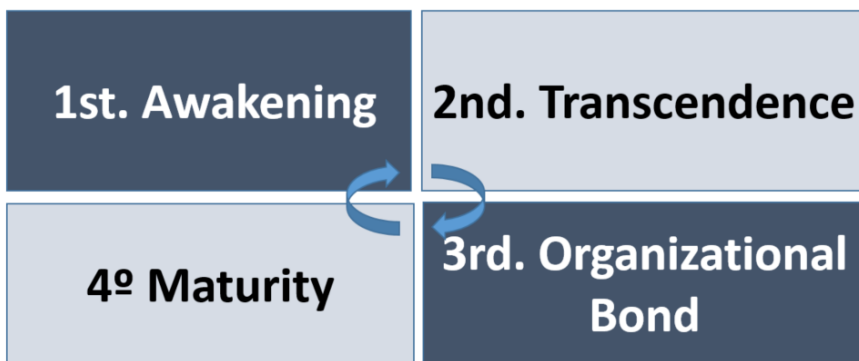 1st. Awakening
2nd. Transcendence
4º Maturity
3rd. Organizational
Bond